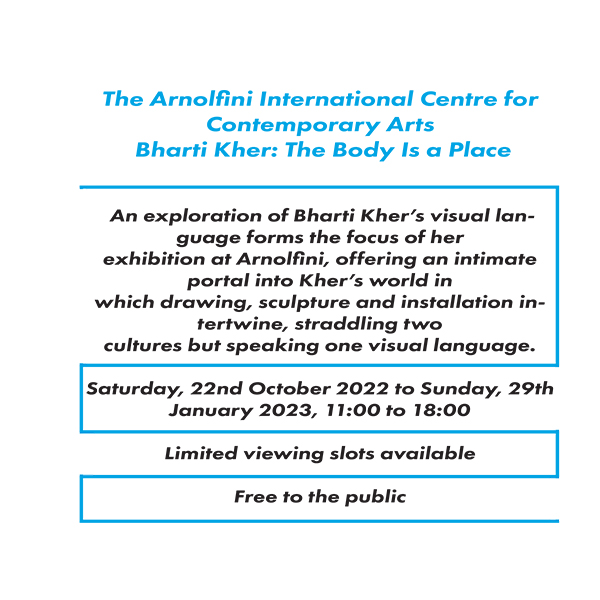 The Arnolfini International Centre for
Contemporary Arts
Bharti Kher: The Body Is a Place
An exploration of Bharti Kher's visual lan-
guage forms the focus of her
exhibition at Arnolfini, offering an intimate
portal into Kher's world in
which drawing, sculpture and installation in-
tertwine, straddling two
cultures but speaking one visual language.
Saturday, 22nd October 2022 to Sunday, 29th
January 2023, 11:00 to 18:00
Limited viewing slots available
Free to the public